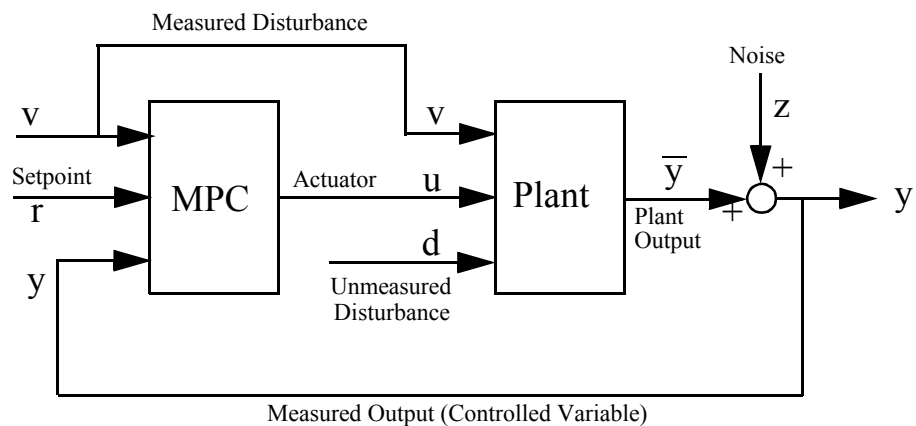 Measured Disturbance
Noise
v
v
z
Setpoint
r
MPC
Actuator
u
Plant
y̅
+
+
y
Plant
Output
y
d
Unmeasured
Disturbance
Measured Output (Controlled Variable)